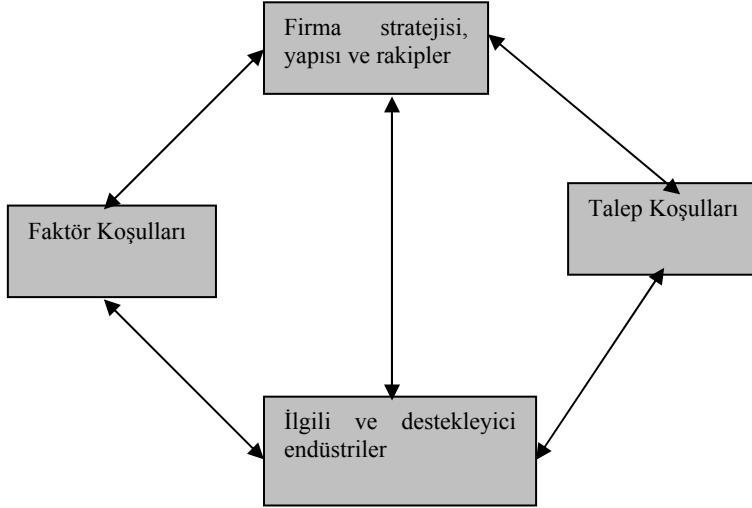 Firma stratejisi,
yapısı ve rakipler
Faktör Koşulları
Talep Koşulları
İlgili ve destekleyici
endüstriler